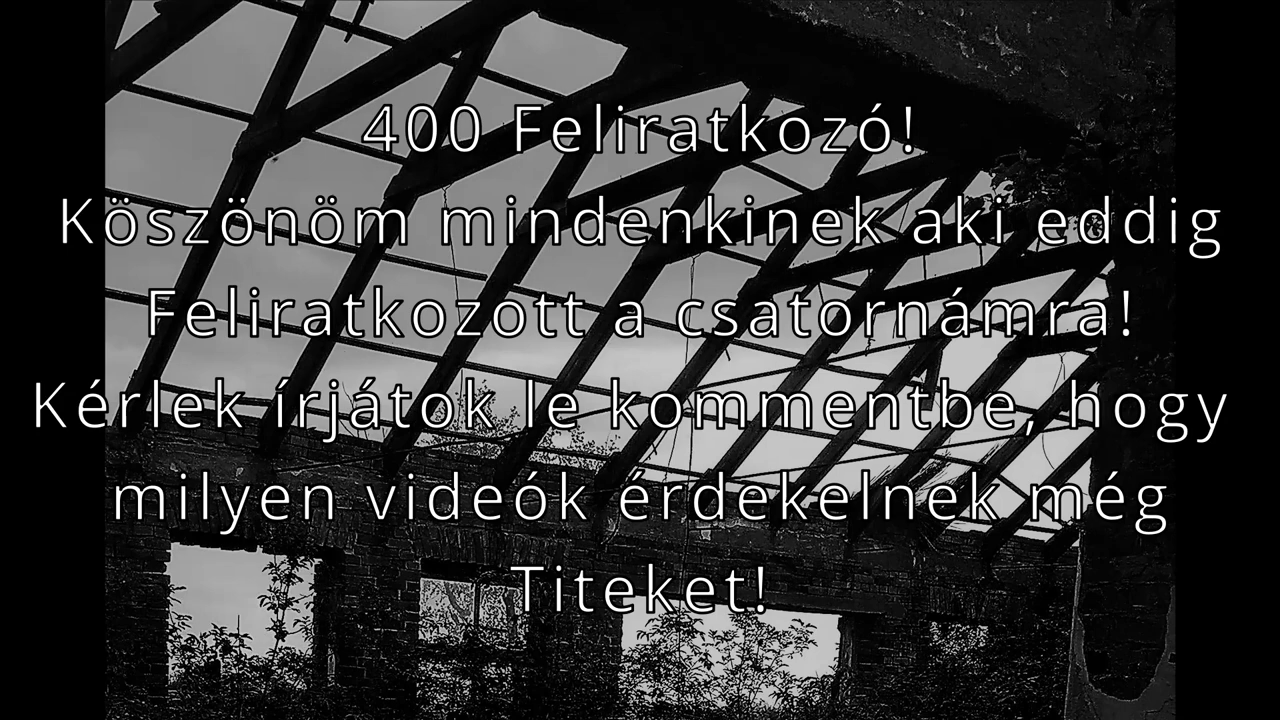 400 Feliratkozó!
Köszönöm mindenkinek aki eddig
Feliratkozott a csatornámra!
Kérlek írjátok le kommentbe, hogy
milyen videók érdekelnek még
Titeket!